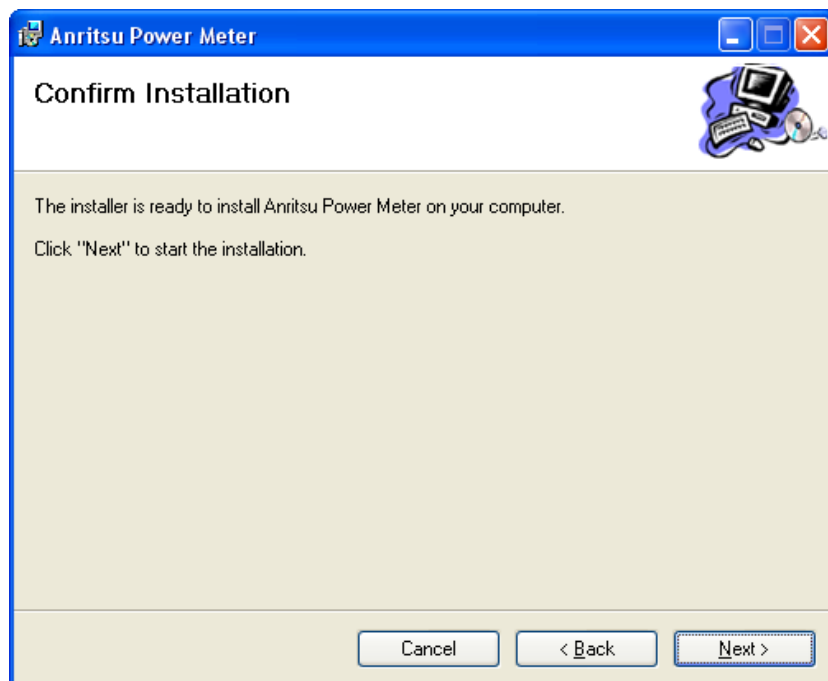 Anritsu Power Meter
Confirm Installation
The installer is ready to install Anritsu Power Meter on your computer.
Click "Next" to start the installation.
Cancel
< Back
Next >